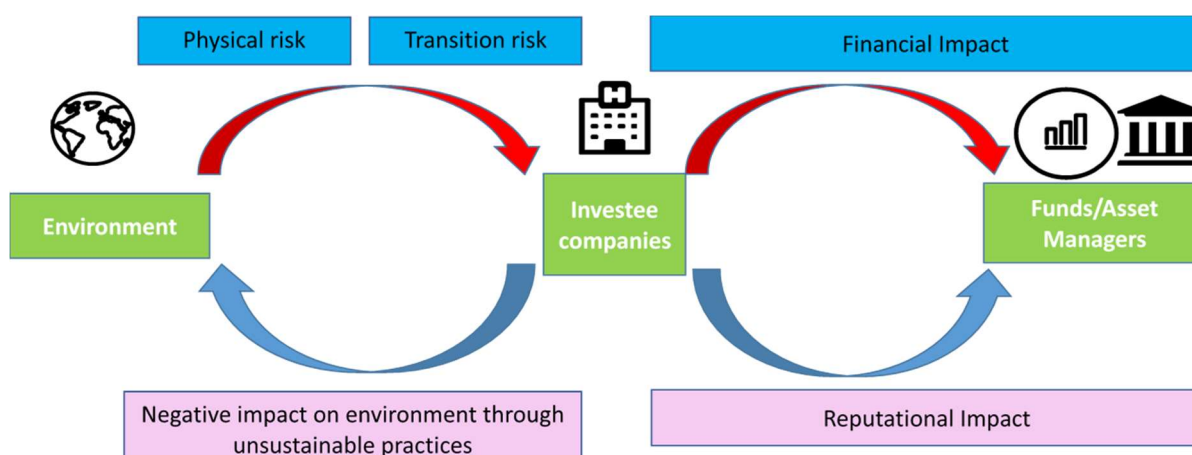 Physical risk
Transition risk
Financial Impact
H
Environment
Investee
companies
Funds/Asset
Managers
Negative impact on environment through
unsustainable practices
Reputational Impact